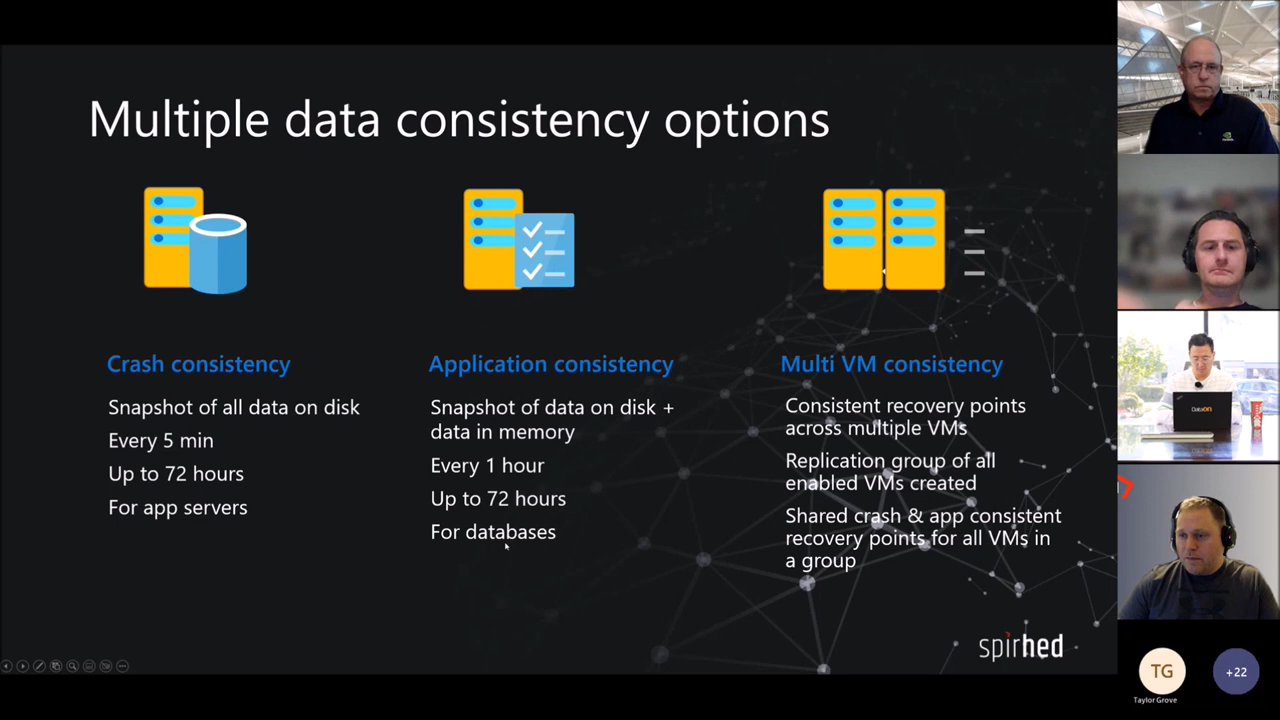 Multiple data consistency options
Crash consistency
Snapshot of all data on disk
Every 5 min
Up to 72 hours
For app servers
Application consistency
Snapshot of data on disk +
data in memory
Every 1 hour
Up to 72 hours
For databases
Multi VM consistency
Consistent recovery points
across multiple VMs
Replication group of all
enabled VMs created
Shared crash & app consistent
recovery points for all VMs in
a group
spirhed
DataON
TG
+22
Taylor Grove